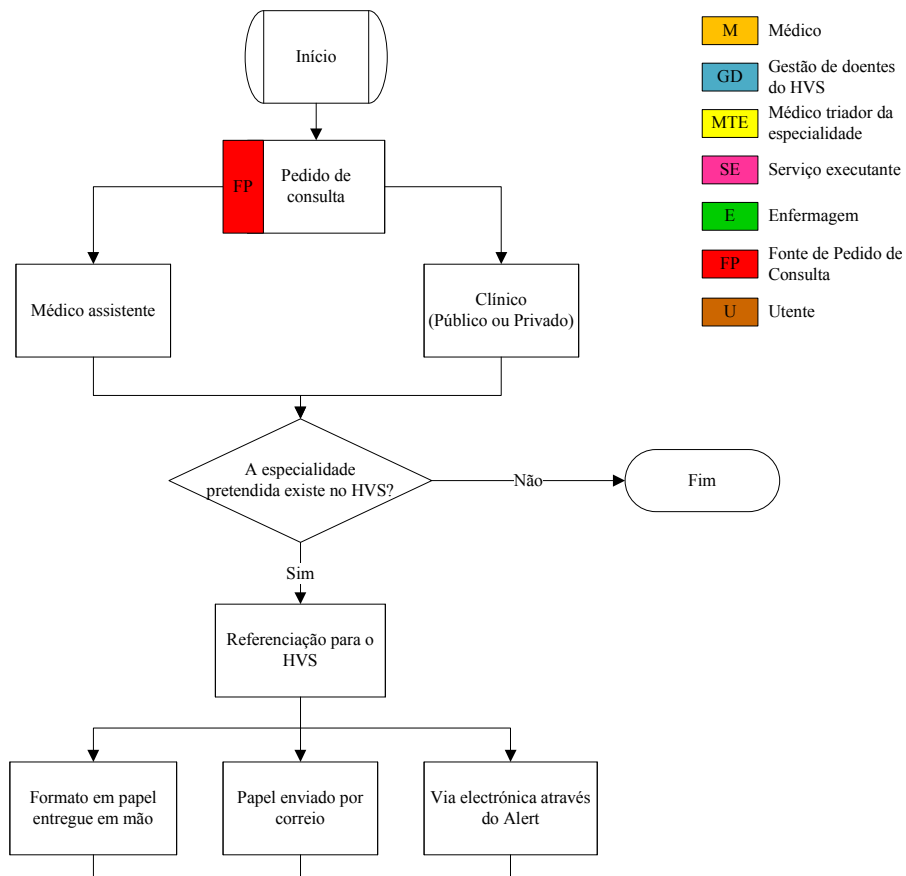 Início
FP
Pedido de
consulta
Médico assistente
Clínico
(Público ou Privado)
A especialidade
pretendida existe no HVS?
Não
Fim
Sim
Referenciação para o
HVS
Formato em papel
entregue em mão
Papel enviado por
correio
Via electrónica através
do Alert
M
Médico
GD
Gestão de doentes
do HVS
MTE
Médico triador da
especialidade
SE
Serviço executante
E
Enfermagem
FP
Fonte de Pedido de
Consulta
U
Utente